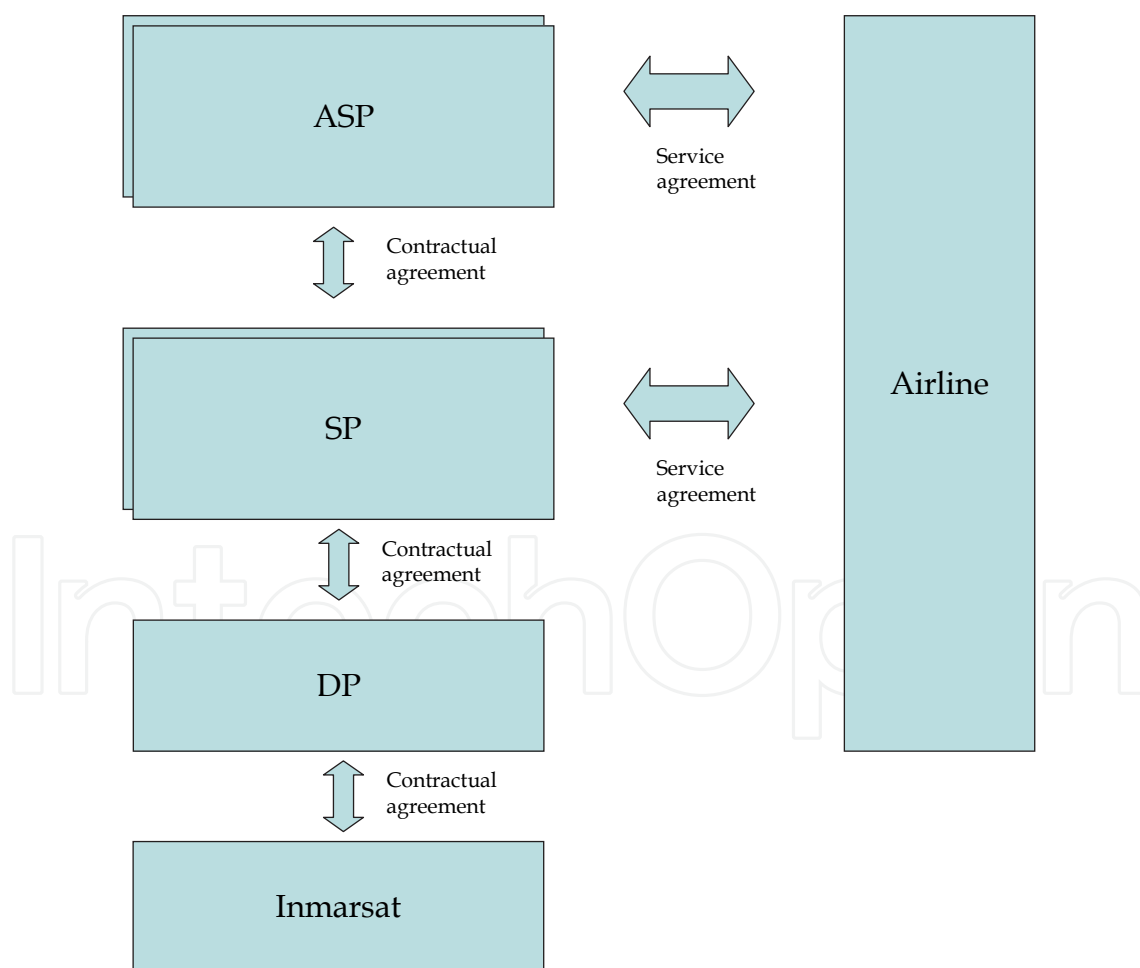 ASP
Service
agreement
Contractual
agreement
SP
Service
agreement
Airline
Contractual
agreement
DP
Contractual
agreement
Inmarsat
IntechOpen